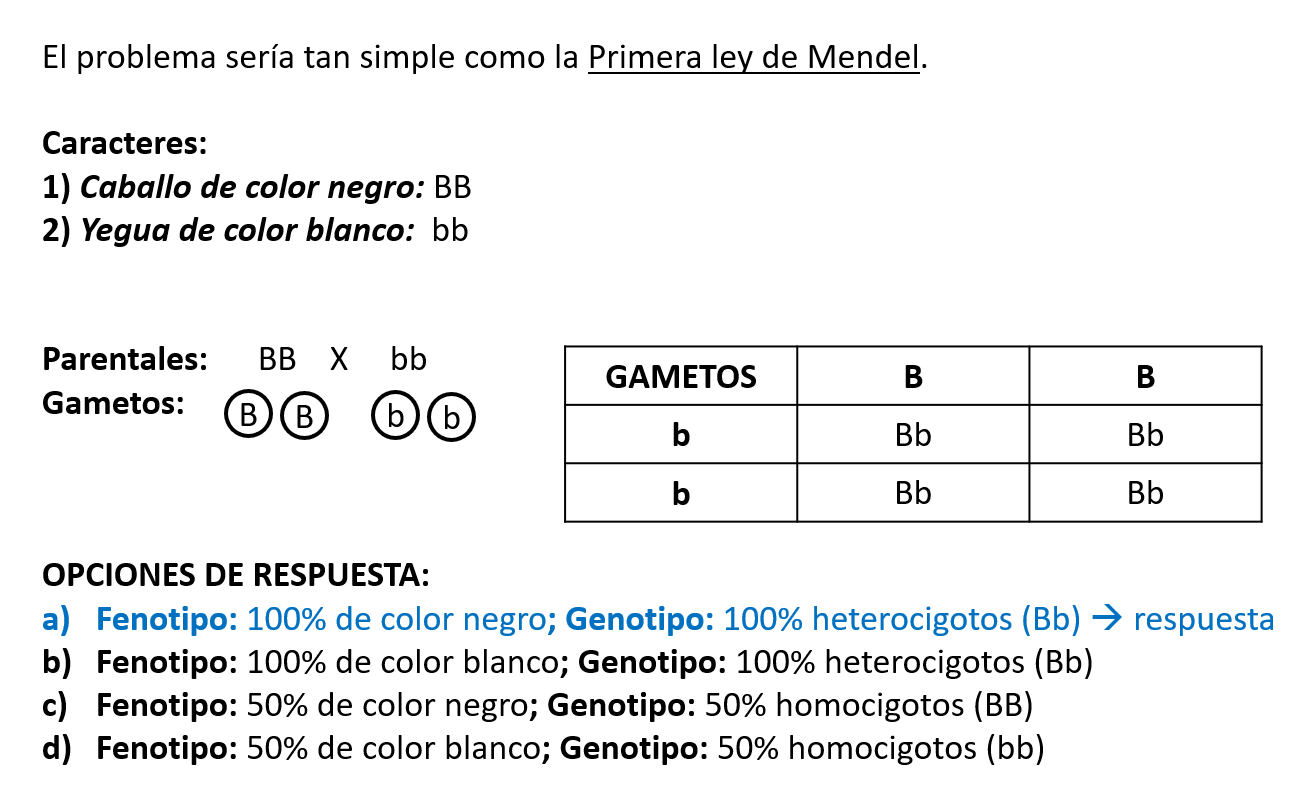 El problema sería tan simple como la Primera ley de Mendel.
Caracteres:
1) Caballo de color negro: BB
2) Yegua de color blanco: bb
Parentales: BB X bb
Gametos: B B b b
GAMETOS B B
b Bb Bb
b Bb Bb
OPCIONES DE RESPUESTA:
a) Fenotipo: 100% de color negro; Genotipo: 100% heterocigotos (Bb) → respuesta
b) Fenotipo: 100% de color blanco; Genotipo: 100% heterocigotos (Bb)
c) Fenotipo: 50% de color negro; Genotipo: 50% homocigotos (BB)
d) Fenotipo: 50% de color blanco; Genotipo: 50% homocigotos (bb)